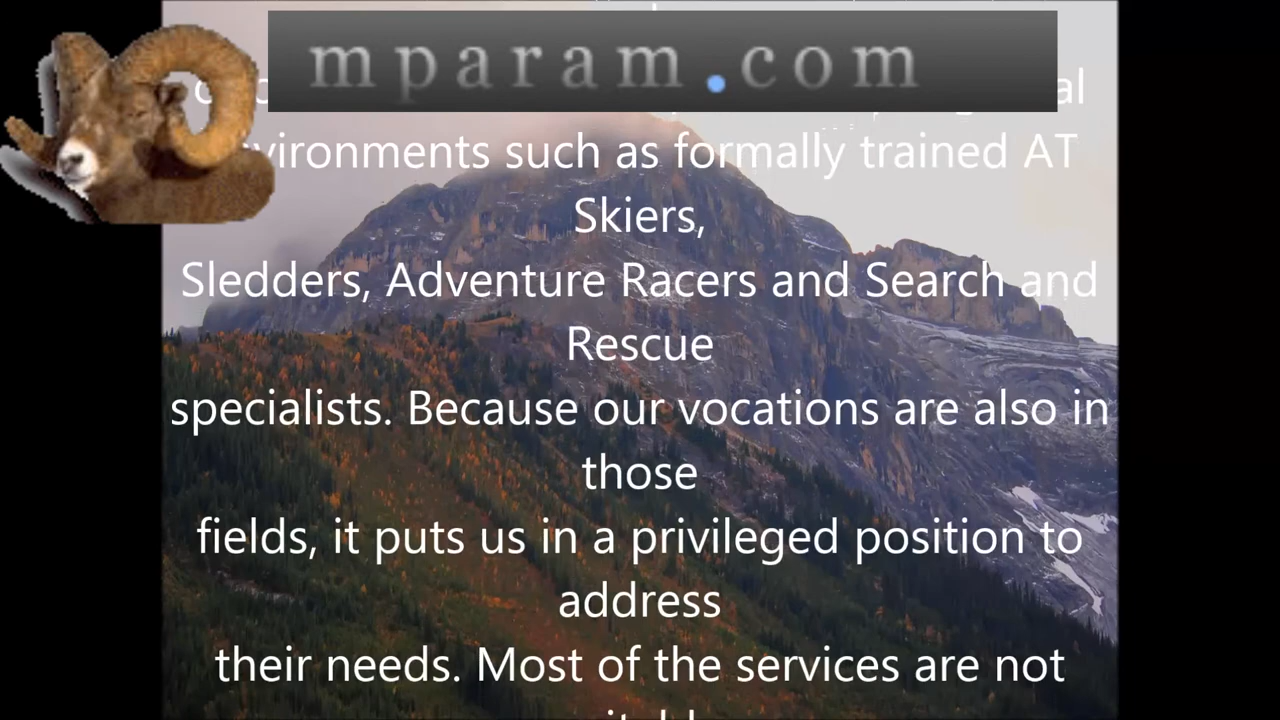 mparam.com
al
vironments such as formally trained AT
Skiers,
Sledders, Adventure Racers and Search and
Rescue
specialists. Because our vocations are also in
those
fields, it puts us in a privileged position to
address
their needs. Most of the services are not